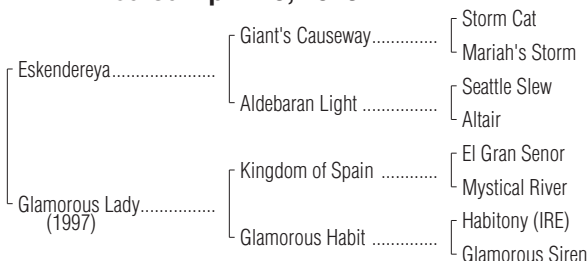 Storm Cat
Giant's Causeway..............
Mariah's Storm
Eskendereya......................
Seattle Slew
Aldebaran Light ................
Altair
El Gran Senor
Kingdom of Spain ............
Mystical River
Glamorous Lady................
(1997)
Habitony (IRE)
Glamorous Habit ..............
Glamorous Siren